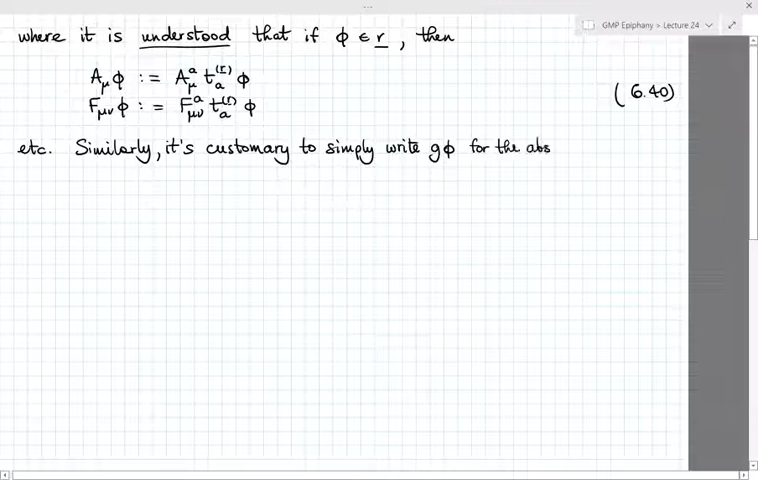 GMP Epiphany > Lecture 24
where it is understood that if ϕ ∈ r, then
A_μ ϕ := A_μ^a t_a^(r) ϕ
F_μν ϕ := F_μν^a t_a^(r) ϕ
(6.40)
etc. Similarly, it's customary to simply write gϕ for the abs